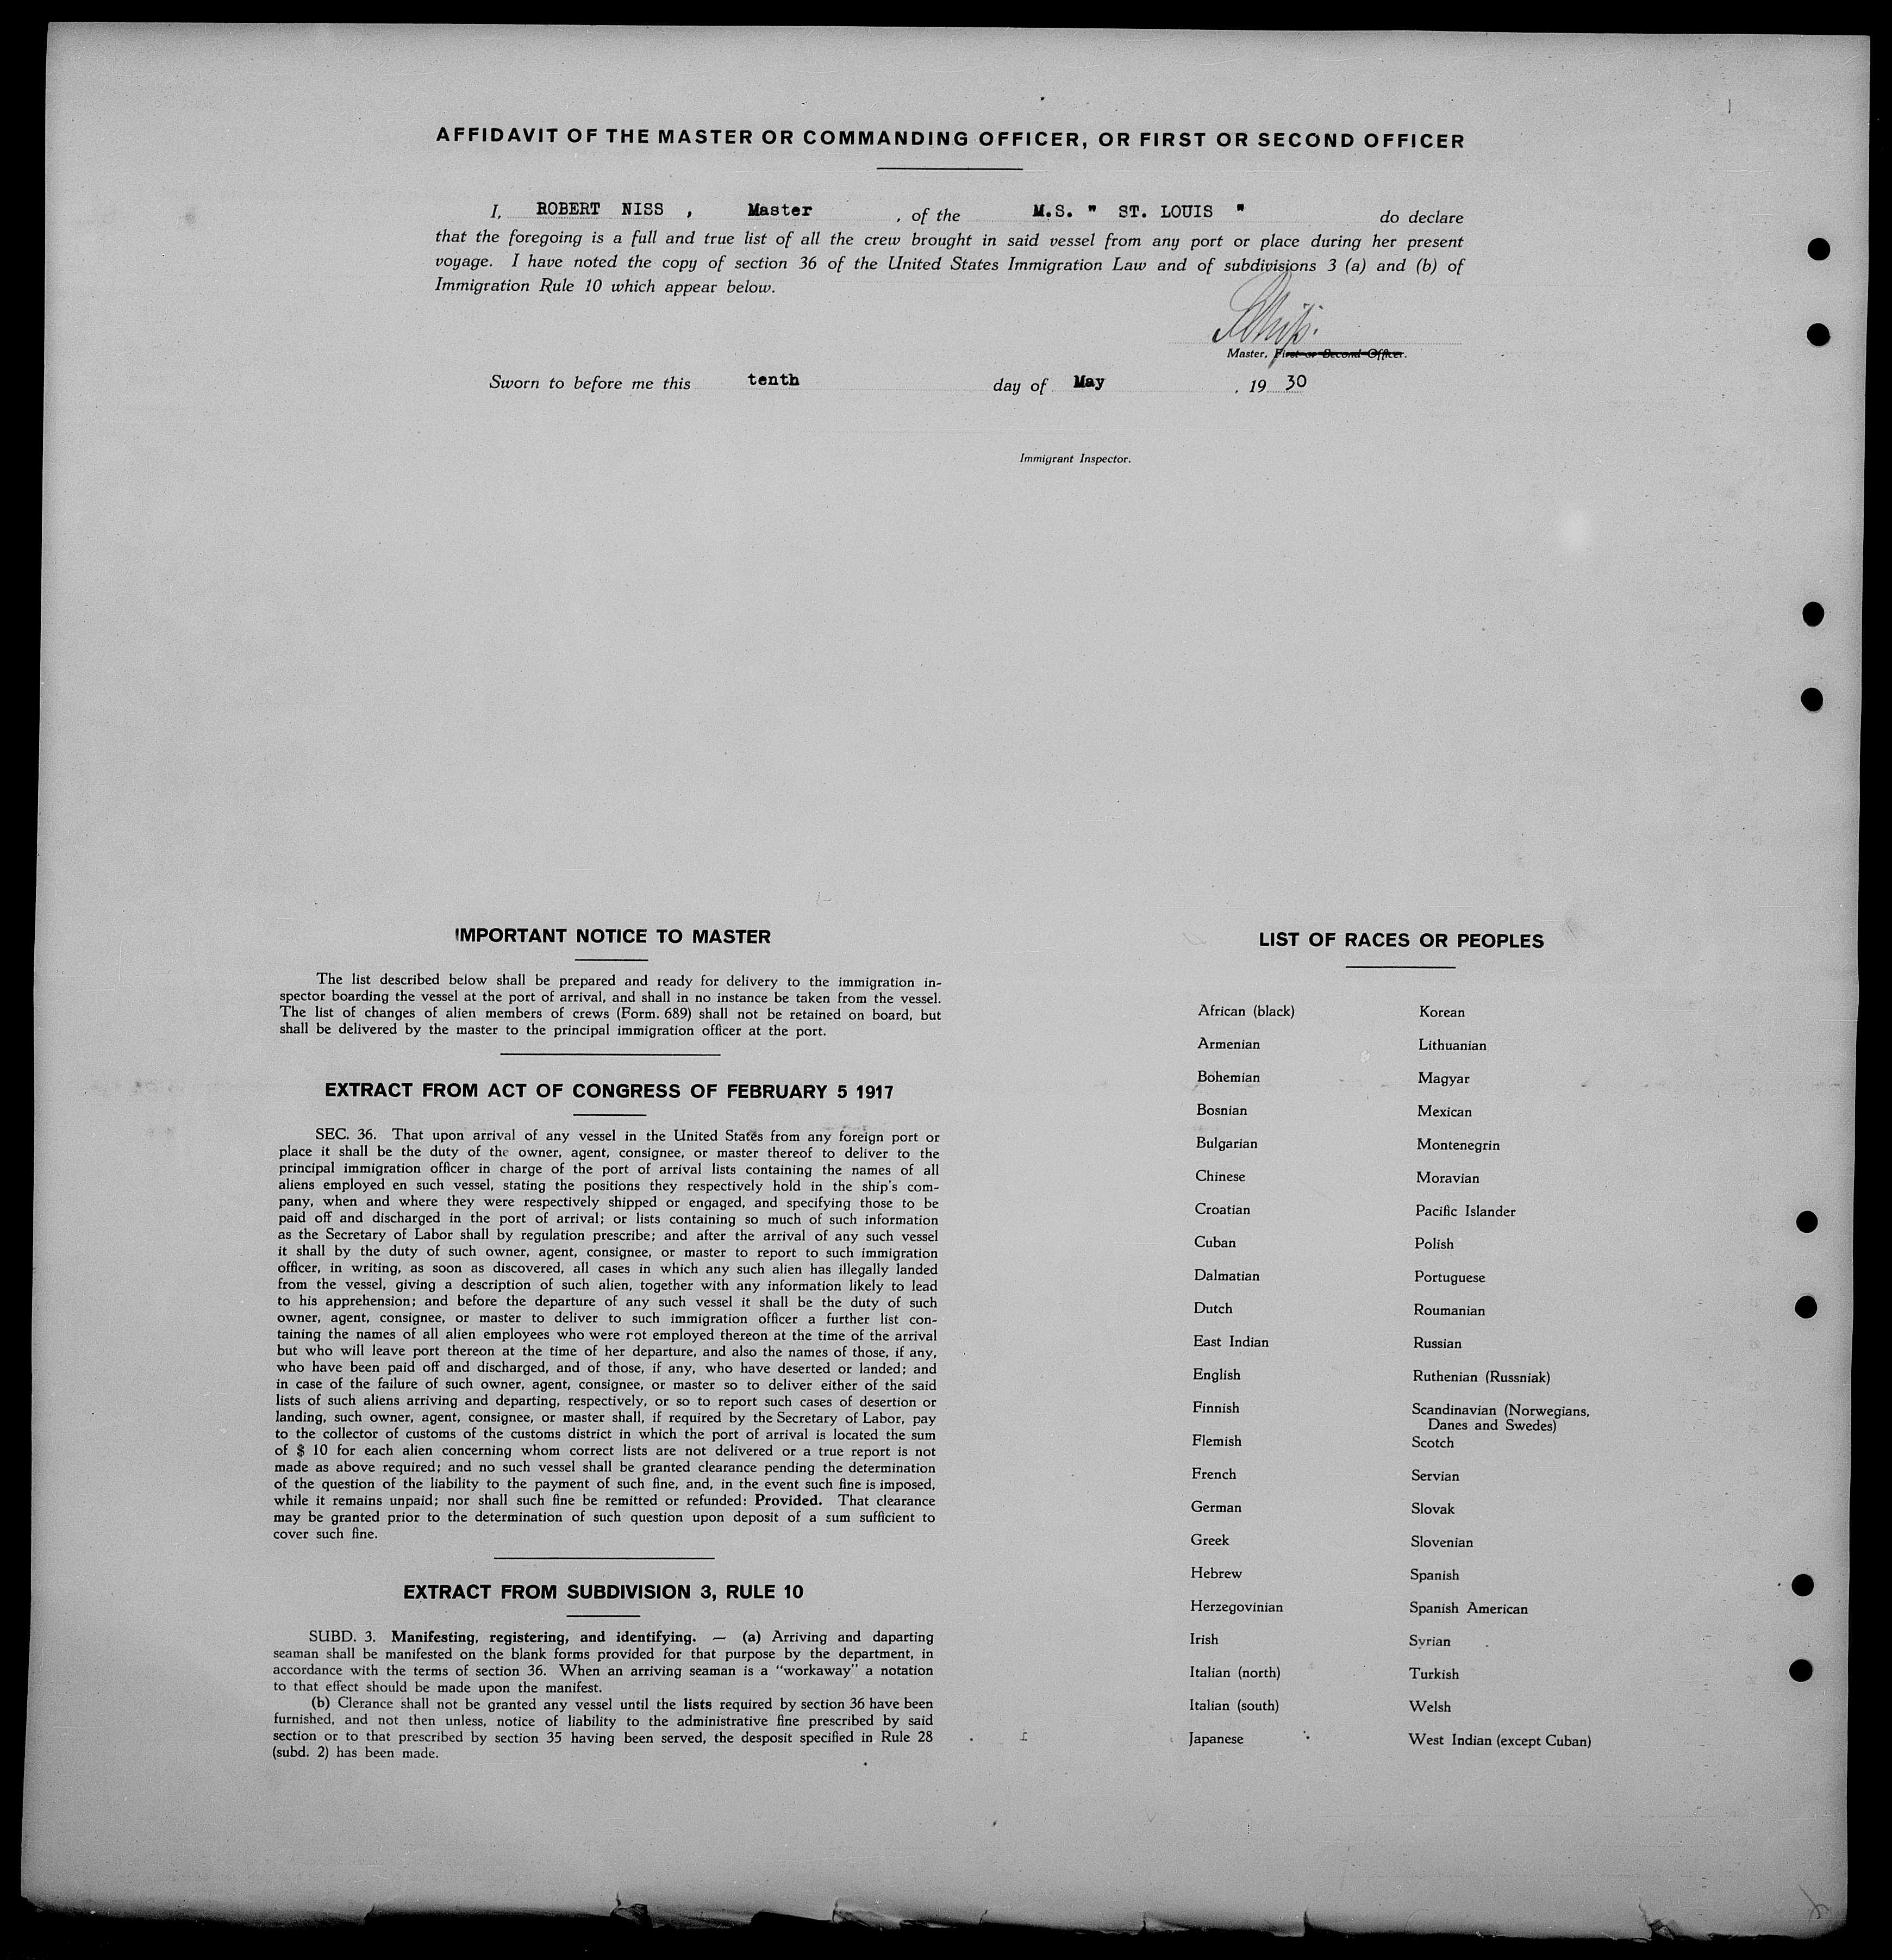 AFFIDAVIT OF THE MASTER OR COMMANDING OFFICER, OR FIRST OR SECOND OFFICER
I, ROBERT NISS , Master , of the M.S. " ST. LOUIS " do declare
that the foregoing is a full and true list of all the crew brought in said vessel from any port or place during her present
voyage. I have noted the copy of section 36 of the United States Immigration Law and of subdivisions 3 (a) and (b) of
Immigration Rule 10 which appear below.
Master, First or Second Officer.
Sworn to before me this tenth day of May , 19 30
Immigrant Inspector.
IMPORTANT NOTICE TO MASTER
The list described below shall be prepared and ready for delivery to the immigration in-
spector boarding the vessel at the port of arrival, and shall in no instance be taken from the vessel.
The list of changes of alien members of crews (Form. 689) shall not be retained on board, but
shall be delivered by the master to the principal immigration officer at the port.
EXTRACT FROM ACT OF CONGRESS OF FEBRUARY 5 1917
SEC. 36. That upon arrival of any vessel in the United States from any foreign port or
place it shall be the duty of the owner, agent, consignee, or master thereof to deliver to the
principal immigration officer in charge of the port of arrival lists containing the names of all
aliens employed en such vessel, stating the positions they respectively hold in the ship's com-
pany, when and where they were respectively shipped or engaged, and specifying those to be
paid off and discharged in the port of arrival; or lists containing so much of such information
as the Secretary of Labor shall by regulation prescribe; and after the arrival of any such vessel
it shall by the duty of such owner, agent, consignee, or master to report to such immigration
officer, in writing, as soon as discovered, all cases in which any such alien has illegally landed
from the vessel, giving a description of such alien, together with any information likely to lead
to his apprehension; and before the departure of any such vessel it shall be the duty of such
owner, agent, consignee, or master to deliver to such immigration officer a further list con-
taining the names of all alien employees who were rot employed thereon at the time of the arrival
but who will leave port thereon at the time of her departure, and also the names of those, if any,
who have been paid off and discharged, and of those, if any, who have deserted or landed; and
in case of the failure of such owner, agent, consignee, or master so to deliver either of the said
lists of such aliens arriving and departing, respectively, or so to report such cases of desertion or
landing, such owner, agent, consignee, or master shall, if required by the Secretary of Labor, pay
to the collector of customs of the customs district in which the port of arrival is located the sum
of $ 10 for each alien concerning whom correct lists are not delivered or a true report is not
made as above required; and no such vessel shall be granted clearance pending the determination
of the question of the liability to the payment of such fine, and, in the event such fine is imposed,
while it remains unpaid; nor shall such fine be remitted or refunded: Provided. That clearance
may be granted prior to the determination of such question upon deposit of a sum sufficient to
cover such fine.
EXTRACT FROM SUBDIVISION 3, RULE 10
SUBD. 3. Manifesting, registering, and identifying. — (a) Arriving and daparting
seaman shall be manifested on the blank forms provided for that purpose by the department, in
accordance with the terms of section 36. When an arriving seaman is a "workaway" a notation
to that effect should be made upon the manifest.
(b) Clerance shall not be granted any vessel until the lists required by section 36 have been
furnished, and not then unless, notice of liability to the administrative fine prescribed by said
section or to that prescribed by section 35 having been served, the desposit specified in Rule 28
(subd. 2) has been made.
LIST OF RACES OR PEOPLES
African (black)
Armenian
Bohemian
Bosnian
Bulgarian
Chinese
Croatian
Cuban
Dalmatian
Dutch
East Indian
English
Finnish
Flemish
French
German
Greek
Hebrew
Herzegovinian
Irish
Italian (north)
Italian (south)
Japanese
Korean
Lithuanian
Magyar
Mexican
Montenegrin
Moravian
Pacific Islander
Polish
Portuguese
Roumanian
Russian
Ruthenian (Russniak)
Scandinavian (Norwegians,
Danes and Swedes)
Scotch
Servian
Slovak
Slovenian
Spanish
Spanish American
Syrian
Turkish
Welsh
West Indian (except Cuban)